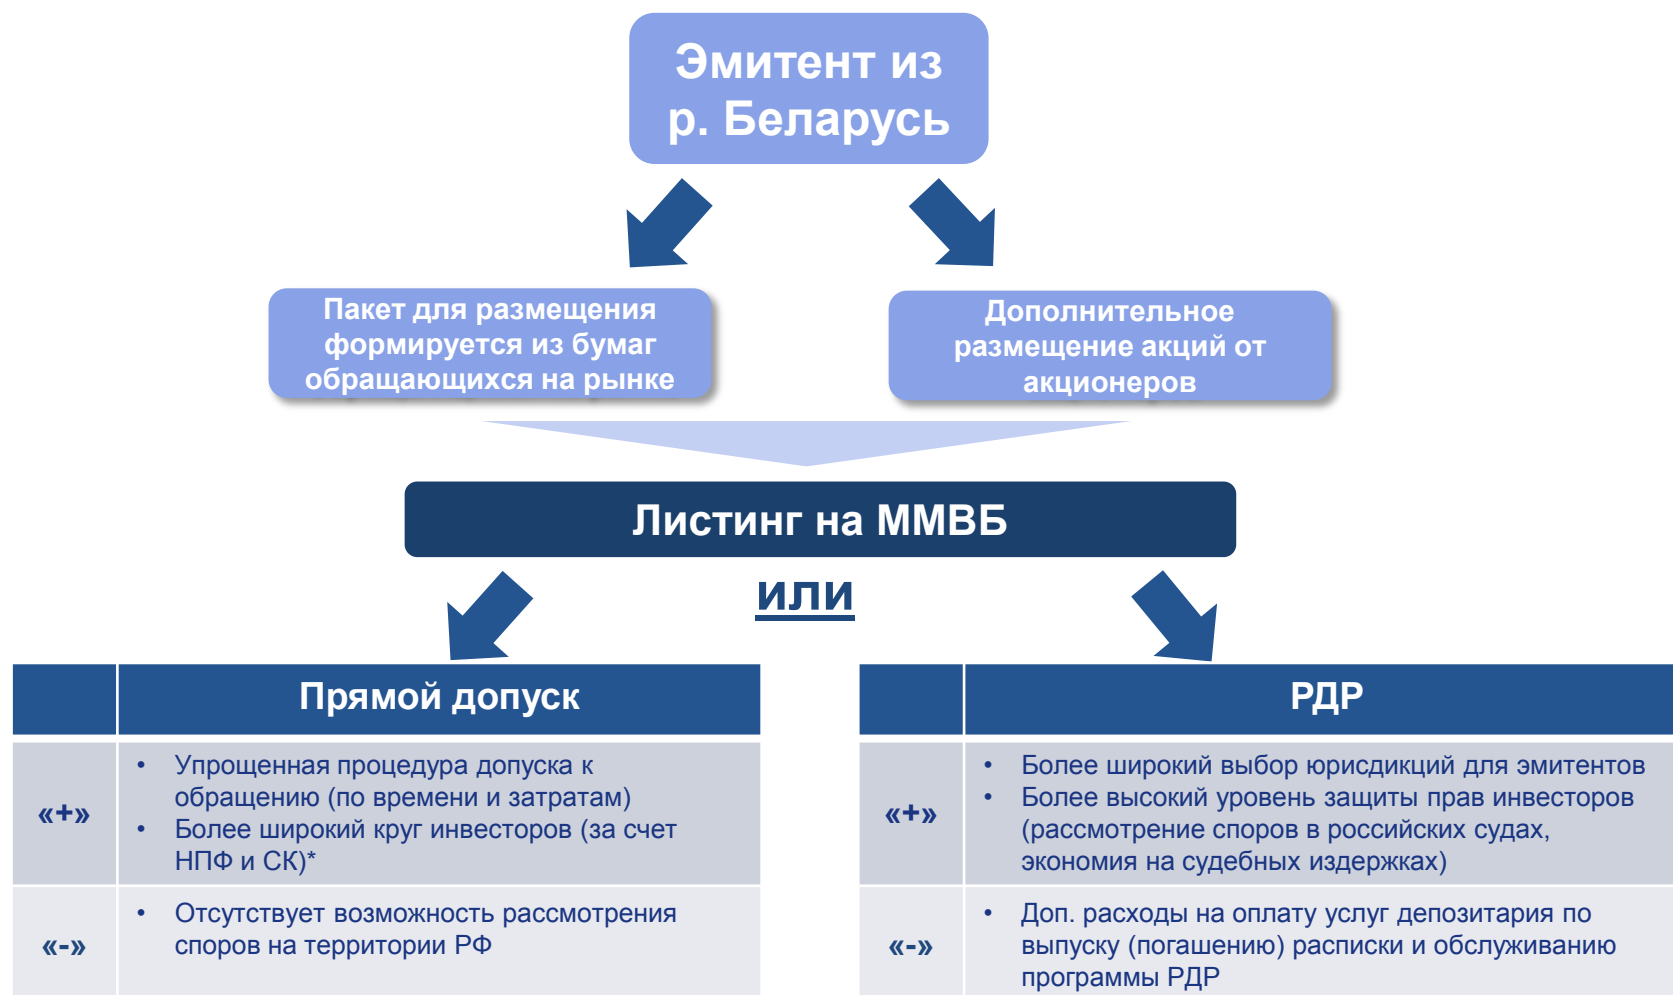 Эмитент из
р. Беларусь
Пакет для размещения
формируется из бумаг
обращающихся на рынке
Дополнительное
размещение акций от
акционеров
Листинг на ММВБ
или
Прямой допуск
«+»
• Упрощенная процедура допуска к
обращению (по времени и затратам)
• Более широкий круг инвесторов (за счет
НПФ и СК)*
«-»
• Отсутствует возможность рассмотрения
споров на территории РФ
РДР
«+»
• Более широкий выбор юрисдикций для эмитентов
• Более высокий уровень защиты прав инвесторов
(рассмотрение споров в российских судах,
экономия на судебных издержках)
«-»
• Доп. расходы на оплату услуг депозитария по
выпуску (погашению) расписки и обслуживанию
программы РДР